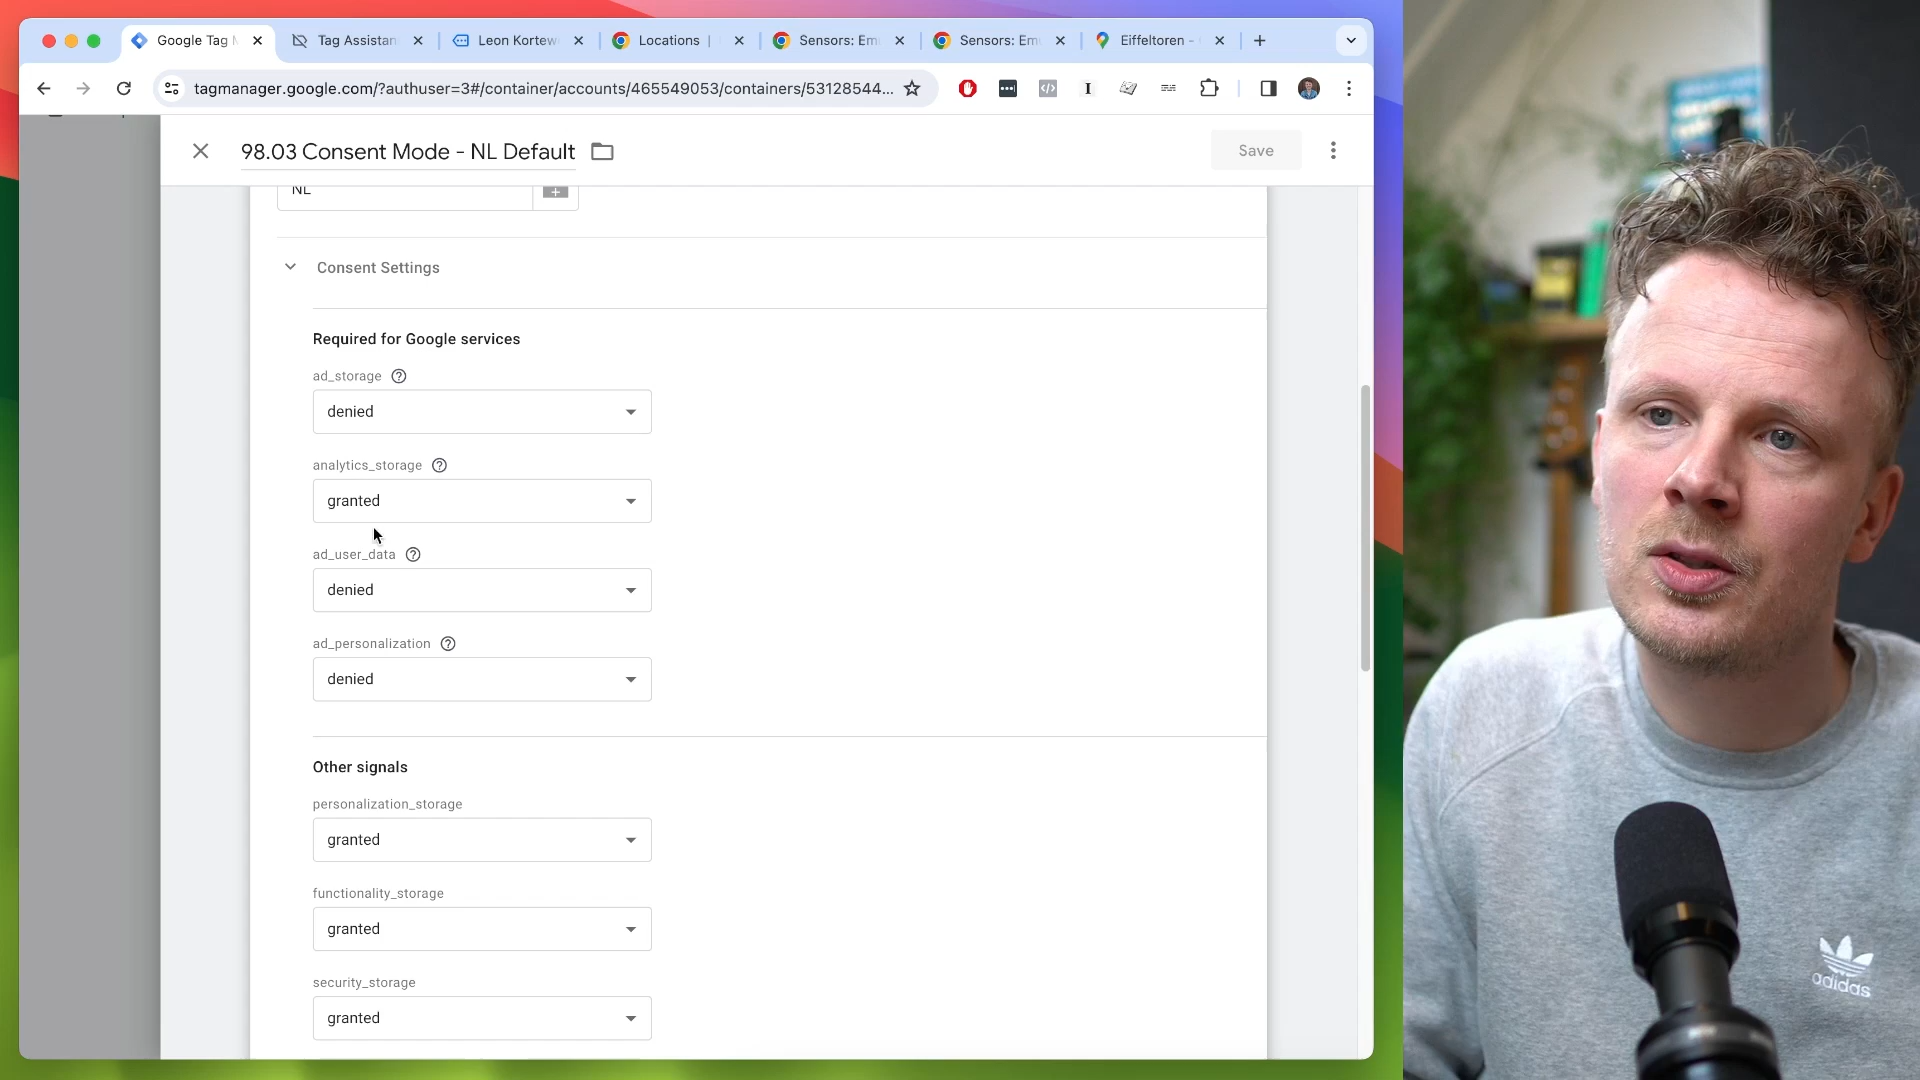 Google Tag M
Tag Assistan
Leon Kortew
Locations |
Sensors: Em
Sensors: Em
Eiffeltoren -
tagmanager.google.com/?authuser=3#/container/accounts/465549053/containers/53128544...
98.03 Consent Mode - NL Default
Save
NL
Consent Settings
Required for Google services
ad_storage
denied
analytics_storage
granted
ad_user_data
denied
ad_personalization
denied
Other signals
personalization_storage
granted
functionality_storage
granted
security_storage
granted
adidas